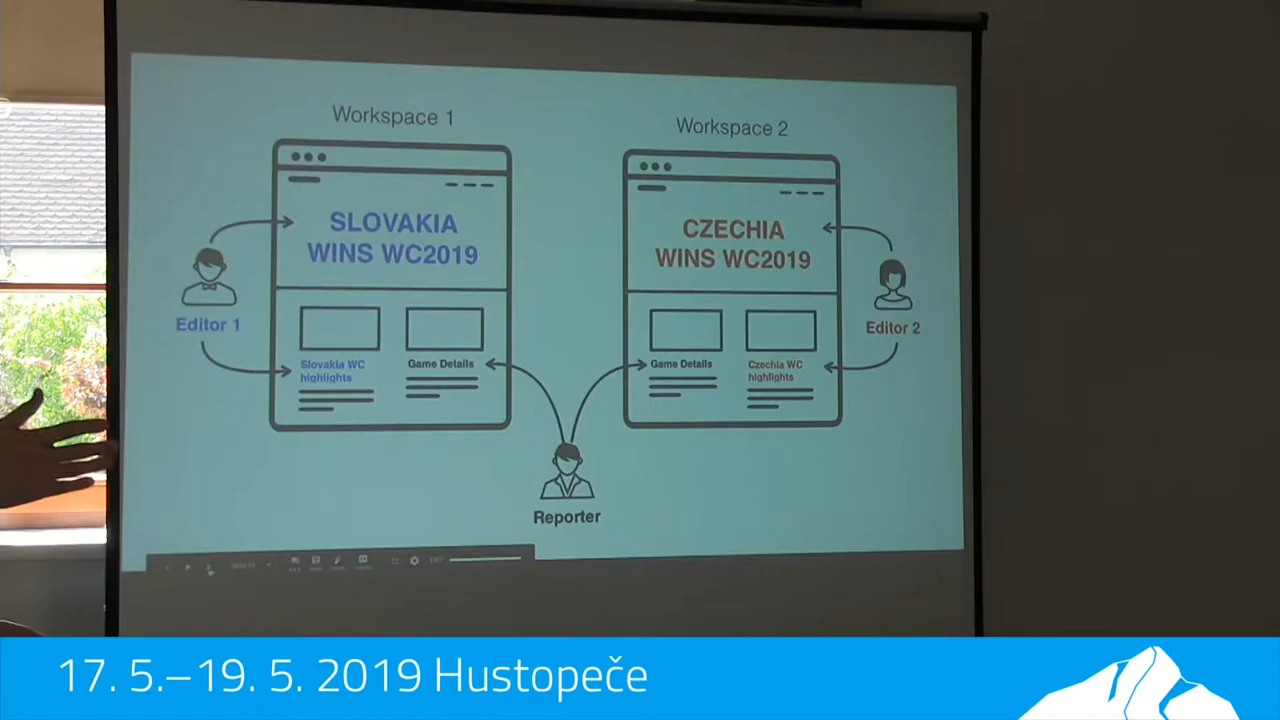 Workspace 1
SLOVAKIA
WINS WC2019
Editor 1
Slovakia WC
highlights
Game Details
Workspace 2
CZECHIA
WINS WC2019
Editor 2
Game Details
Czechia WC
highlights
Reporter
17. 5.–19. 5. 2019 Hustopeče